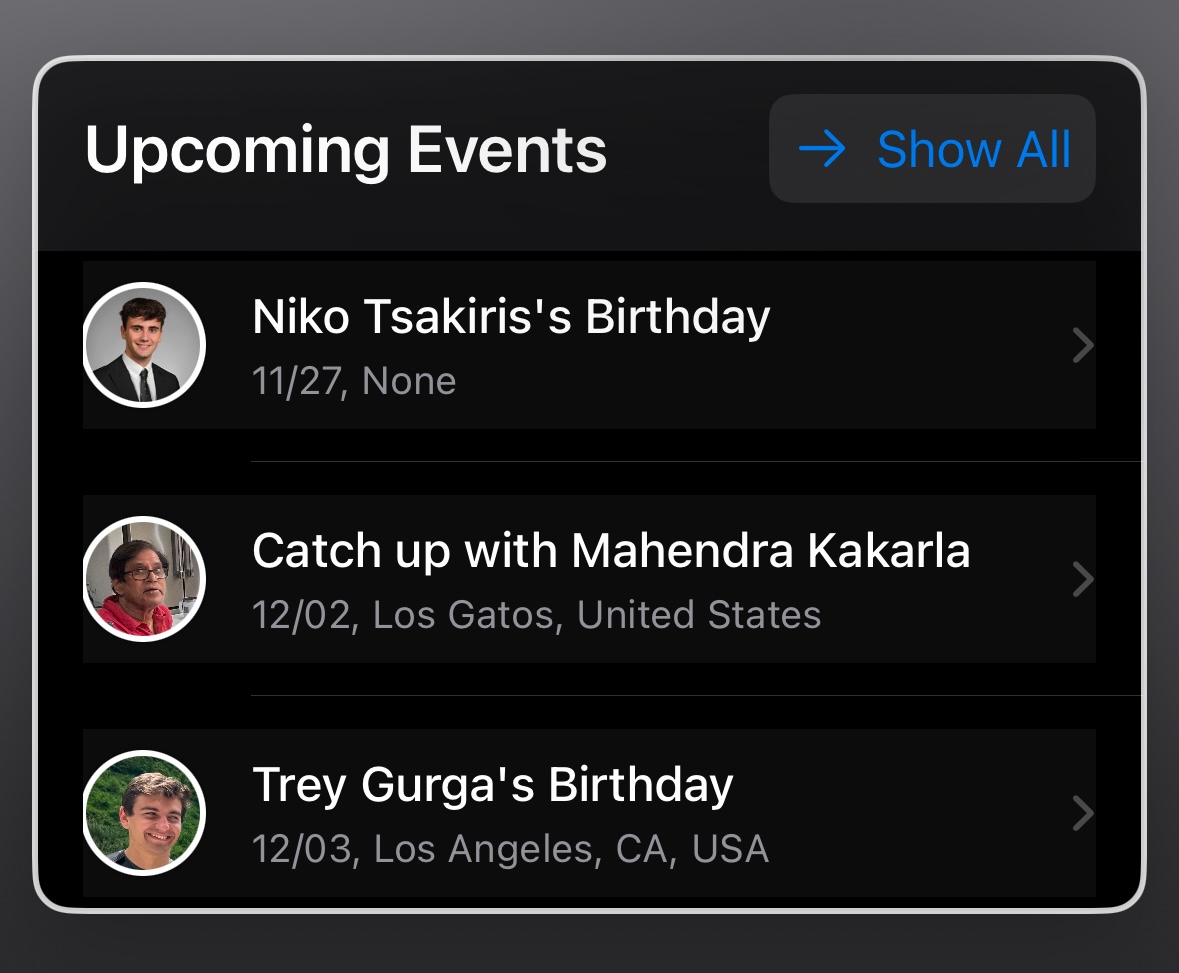 Upcoming Events
→ Show All
Niko Tsakiris's Birthday
11/27, None
Catch up with Mahendra Kakarla
12/02, Los Gatos, United States
Trey Gurga's Birthday
12/03, Los Angeles, CA, USA